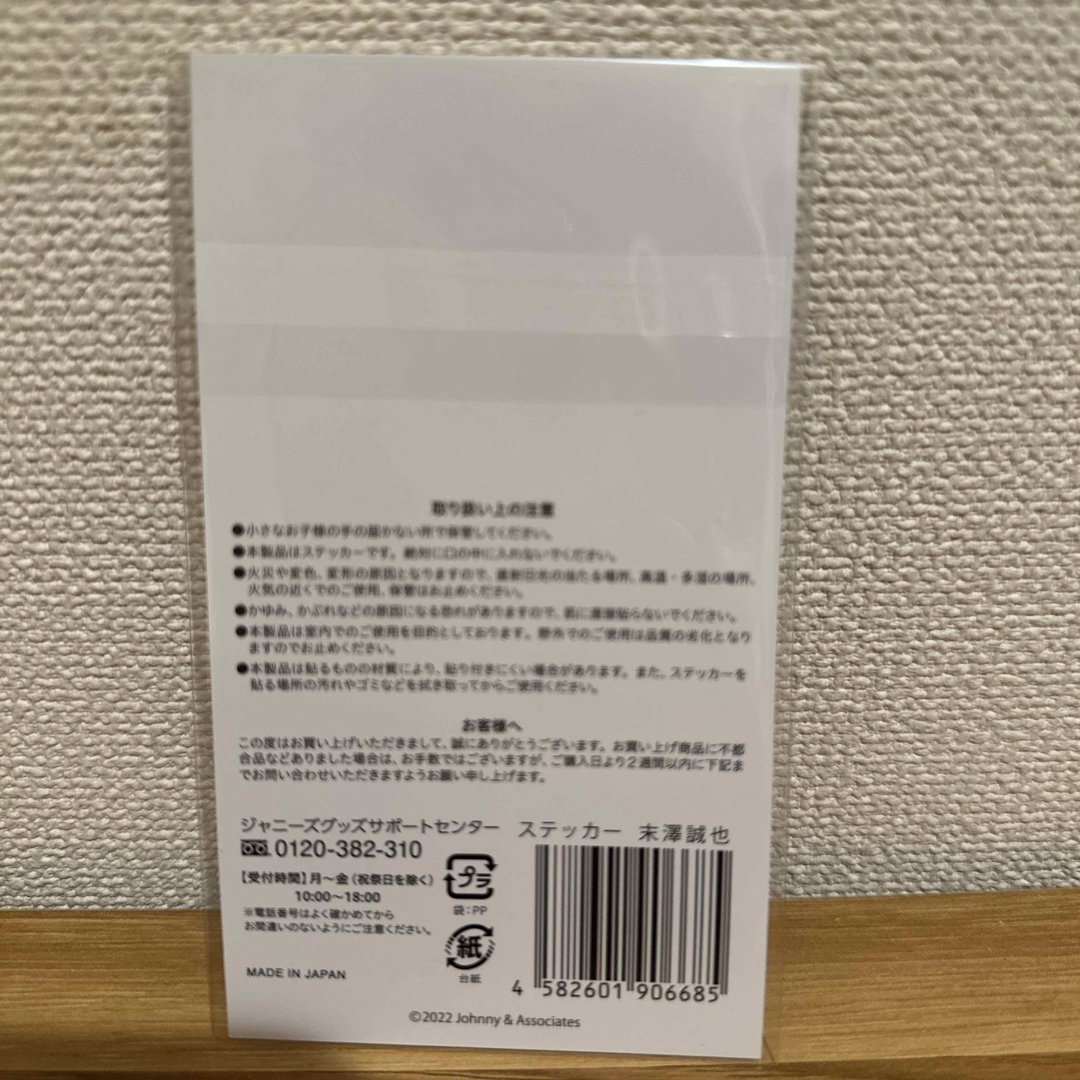 取り扱い上の注意
●小さなお子様の手の届かない所で保管してください。
●本製品はステッカーです。絶対に口の中に入れないでください。
●火災や変色、変形の原因となりますので、直射日光の当たる場所、高温・多湿の場所、
火気の近くでのご使用、保管はお止めください。
●かゆみ、かぶれなどの原因になる恐れがありますので、肌に直接貼らないでください。
●本製品は室内でのご使用を目的としております。野外でのご使用は品質の劣化となり
ますのでお止めください。
●本製品は貼るものの材質により、貼り付きにくい場合があります。また、ステッカーを
貼る場所の汚れやゴミなどを拭き取ってからご使用ください。
お客様へ
この度はお買い上げいただきまして、誠にありがとうございます。お買い上げ商品に不都
合品などありました場合は、お手数ではございますが、ご購入日より2週間以内に下記ま
でお問い合わせいただきますようお願い申し上げます。
ジャニーズグッズサポートセンター
0120-382-310
【受付時間】月〜金（祝祭日を除く）
10:00〜18:00
※電話番号はよく確かめてから
お間違いのないようにご注意ください。
MADE IN JAPAN
プラ
袋：PP
紙
台紙
ステッカー 末澤誠也
4 582601 906685
©2022 Johnny & Associates